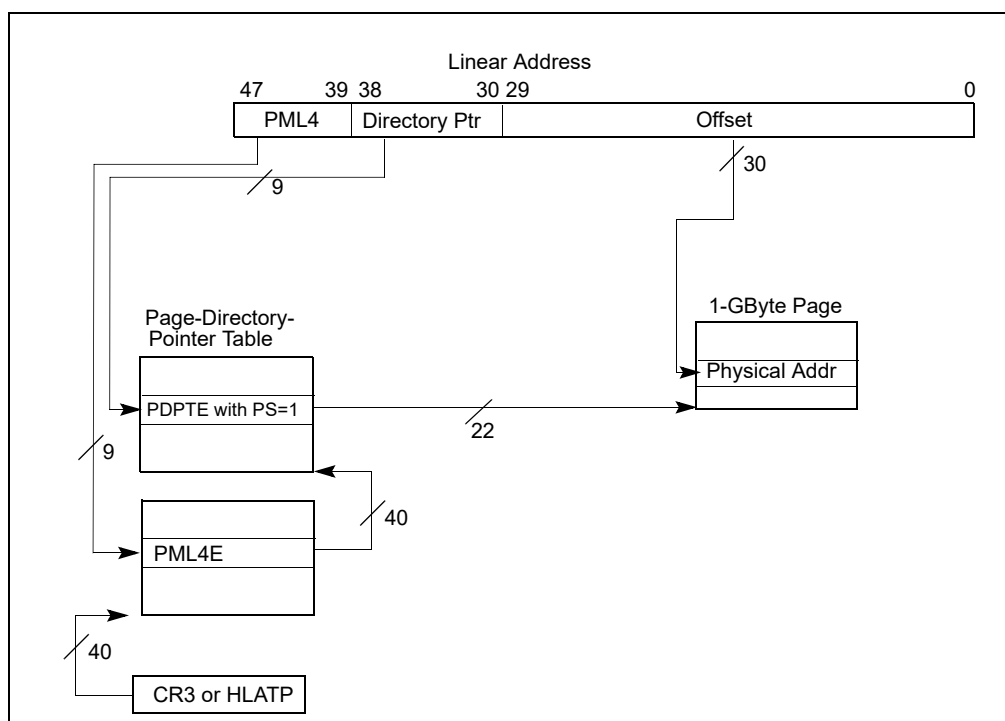 Linear Address
47 39 38 30 29 0
PML4 Directory Ptr Offset
9
30
Page-Directory-
Pointer Table
1-GByte Page
Physical Addr
PDPTE with PS=1
22
9
40
PML4E
40
CR3 or HLATP